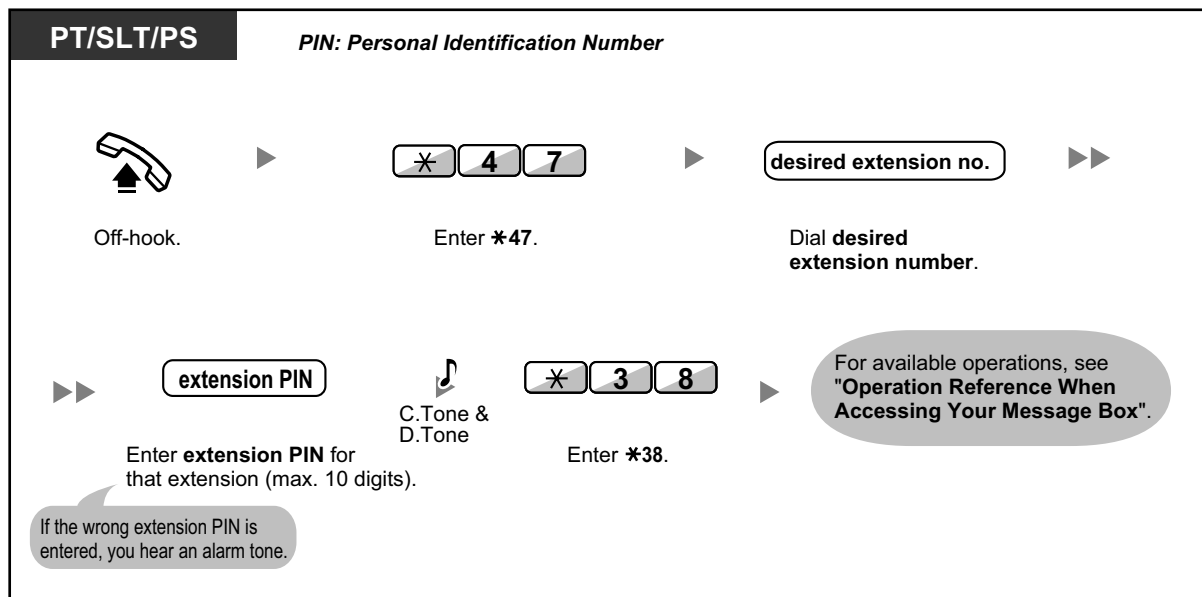 PT/SLT/PS
PIN: Personal Identification Number
✳ 4 7
desired extension no.
Off-hook.
Enter ✳47.
Dial desired
extension number.
extension PIN
C.Tone &
D.Tone
✳ 3 8
For available operations, see
"Operation Reference When
Accessing Your Message Box".
Enter extension PIN for
that extension (max. 10 digits).
Enter ✳38.
If the wrong extension PIN is
entered, you hear an alarm tone.